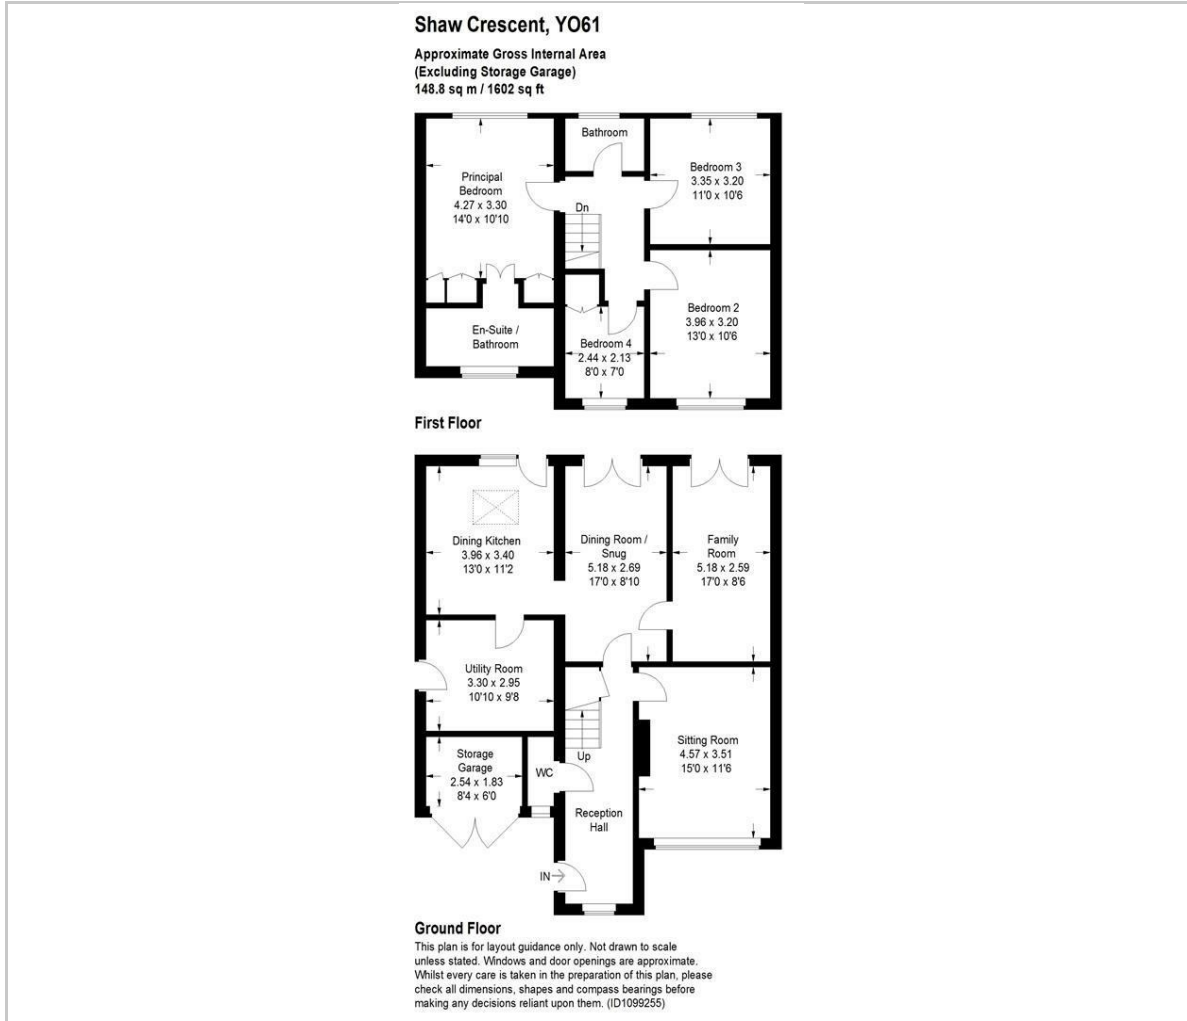 Shaw Crescent, YO61
Approximate Gross Internal Area
(Excluding Storage Garage)
148.8 sq m / 1602 sq ft
Bathroom
Principal
Bedroom
4.27 x 3.30
14'0 x 10'10
Bedroom 3
3.35 x 3.20
11'0 x 10'6
Dn
En-Suite /
Bathroom
Bedroom 4
2.44 x 2.13
8'0 x 7'0
Bedroom 2
3.96 x 3.20
13'0 x 10'6
First Floor
Dining Kitchen
3.96 x 3.40
13'0 x 11'2
Dining Room /
Snug
5.18 x 2.69
17'0 x 8'10
Family
Room
5.18 x 2.59
17'0 x 8'6
Utility Room
3.30 x 2.95
10'10 x 9'8
Storage
Garage
2.54 x 1.83
8'4 x 6'0
WC
Up
Sitting Room
4.57 x 3.51
15'0 x 11'6
Reception
Hall
IN
Ground Floor
This plan is for layout guidance only. Not drawn to scale
unless stated. Windows and door openings are approximate.
Whilst every care is taken in the preparation of this plan, please
check all dimensions, shapes and compass bearings before
making any decisions reliant upon them. (ID1099255)